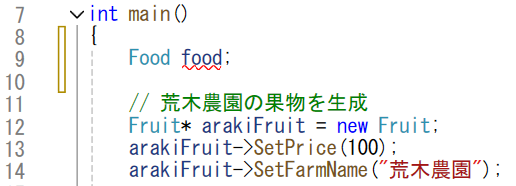 7 int main()
8 {
9 Food food;
10
11 // 荒木農園の果物を生成
12 Fruit* arakiFruit = new Fruit;
13 arakiFruit->SetPrice(100);
14 arakiFruit->SetFarmName("荒木農園");